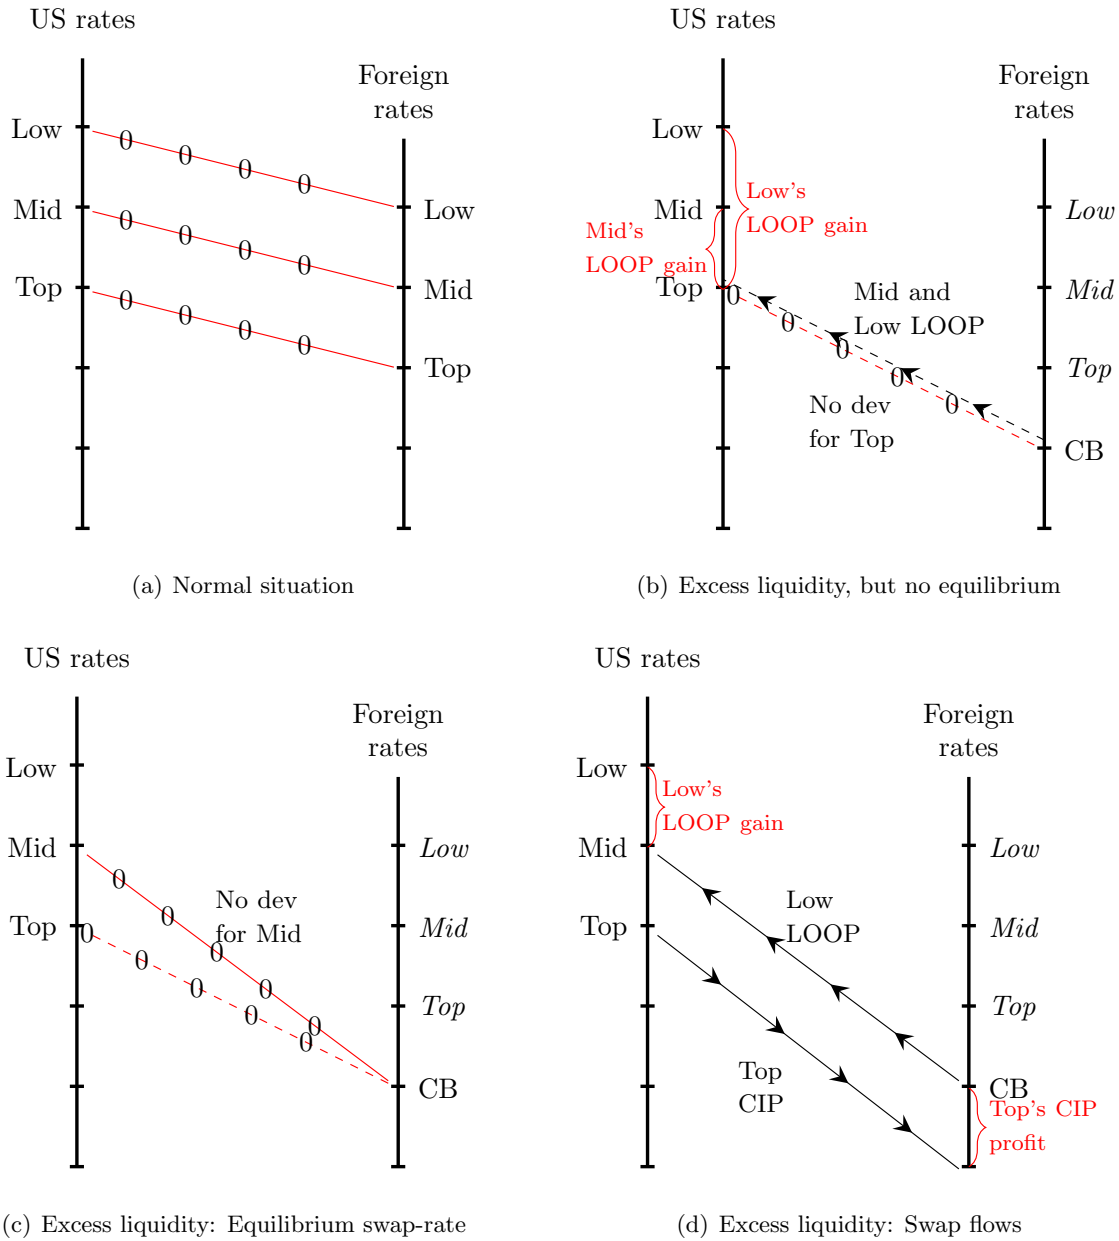 US rates
Foreign
rates
Low
Mid
Top
0 0 0 0
0 0 0 0
0 0 0 0
Low
Mid
Top
(a) Normal situation
US rates
Foreign
rates
Low
Mid
Top
Low's
LOOP gain
Mid's
LOOP gain
Mid and
Low LOOP
0 0 0 0 0
No dev
for Top
Low
Mid
Top
CB
(b) Excess liquidity, but no equilibrium
US rates
Foreign
rates
Low
Mid
Top
0 0 0 0 0
No dev
for Mid
0 0 0 0 0
Low
Mid
Top
CB
(c) Excess liquidity: Equilibrium swap-rate
US rates
Foreign
rates
Low
Mid
Top
Low's
LOOP gain
Low
LOOP
Top
CIP
Low
Mid
Top
CB
Top's CIP
profit
(d) Excess liquidity: Swap flows